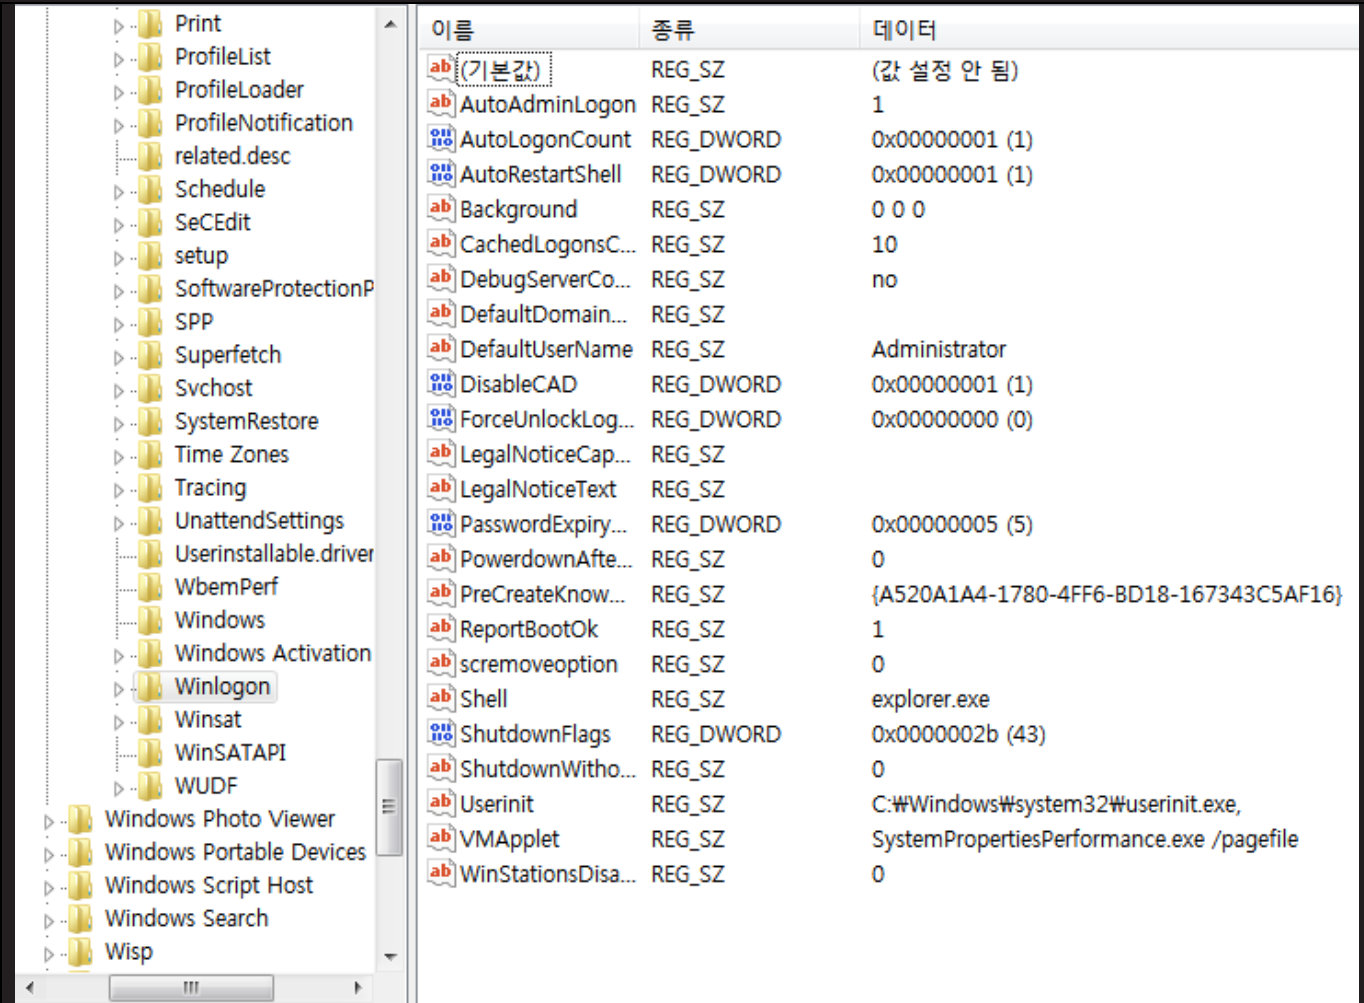 Print
ProfileList
ProfileLoader
ProfileNotification
related.desc
Schedule
SeCEdit
setup
SoftwareProtectionP
SPP
Superfetch
Svchost
SystemRestore
Time Zones
Tracing
UnattendSettings
Userinstallable.driver
WbemPerf
Windows
Windows Activation
Winlogon
Winsat
WinSATAPI
WUDF
Windows Photo Viewer
Windows Portable Devices
Windows Script Host
Windows Search
Wisp
이름 종류 데이터
(기본값) REG_SZ (값 설정 안 됨)
AutoAdminLogon REG_SZ 1
AutoLogonCount REG_DWORD 0x00000001 (1)
AutoRestartShell REG_DWORD 0x00000001 (1)
Background REG_SZ 0 0 0
CachedLogonsC... REG_SZ 10
DebugServerCo... REG_SZ no
DefaultDomain... REG_SZ
DefaultUserName REG_SZ Administrator
DisableCAD REG_DWORD 0x00000001 (1)
ForceUnlockLog... REG_DWORD 0x00000000 (0)
LegalNoticeCap... REG_SZ
LegalNoticeText REG_SZ
PasswordExpiry... REG_DWORD 0x00000005 (5)
PowerdownAfte... REG_SZ 0
PreCreateKnow... REG_SZ {A520A1A4-1780-4FF6-BD18-167343C5AF16}
ReportBootOk REG_SZ 1
scremoveoption REG_SZ 0
Shell REG_SZ explorer.exe
ShutdownFlags REG_DWORD 0x0000002b (43)
ShutdownWitho... REG_SZ 0
Userinit REG_SZ C:₩Windows₩system32₩userinit.exe,
VMApplet REG_SZ SystemPropertiesPerformance.exe /pagefile
WinStationsDisa... REG_SZ 0